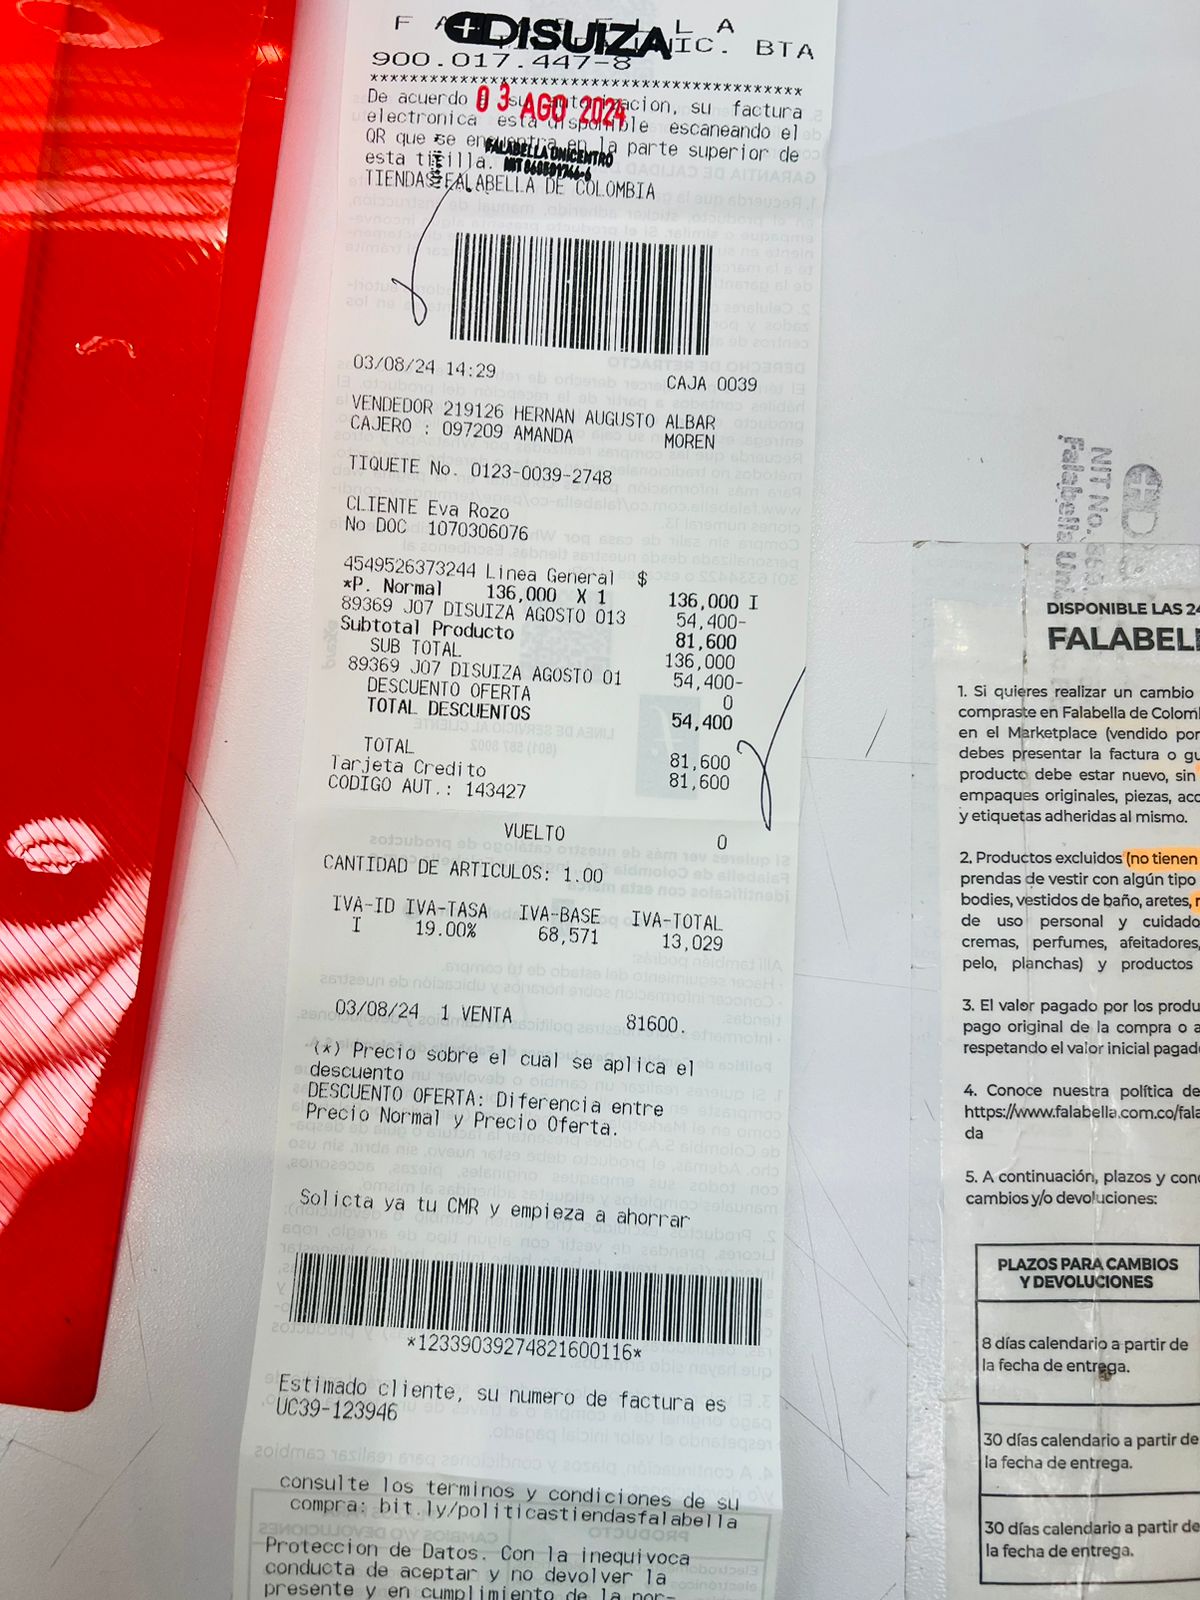 F A L A B E L L A
DISUIZA
UNIC. BTA
900.017.447-8
******************************************
03 AGO 2024
De acuerdo a su autorizacion, su factura
electronica esta disponible escaneando el
QR que se encuentra en la parte superior de
esta tirilla.
FALABELLA UNICENTRO
TIENDAS FALABELLA DE COLOMBIA
03/08/24 14:29 CAJA 0039
VENDEDOR 219126 HERNAN AUGUSTO ALBAR
CAJERO : 097209 AMANDA MOREN
TIQUETE No. 0123-0039-2748
CLIENTE Eva Rozo
No DOC 1070306076
4549526373244 Linea General $
*P. Normal 136,000 X 1 136,000 I
89369 J07 DISUIZA AGOSTO 013 54,400-
Subtotal Producto 81,600
SUB TOTAL 136,000
89369 J07 DISUIZA AGOSTO 01 54,400-
DESCUENTO OFERTA 0
TOTAL DESCUENTOS 54,400
TOTAL 81,600
Tarjeta Credito 81,600
CODIGO AUT.: 143427
VUELTO 0
CANTIDAD DE ARTICULOS: 1.00
IVA-ID IVA-TASA IVA-BASE IVA-TOTAL
I 19.00% 68,571 13,029
03/08/24 1 VENTA 81600.
(*) Precio sobre el cual se aplica el
descuento
DESCUENTO OFERTA: Diferencia entre
Precio Normal y Precio Oferta.
Solicta ya tu CMR y empieza a ahorrar
*12339039274821600116*
Estimado cliente, su numero de factura es
UC39-123946
consulte los terminos y condiciones de su
compra: bit.ly/politicastiendasfalabella
Proteccion de Datos. Con la inequivoca
conducta de aceptar y no devolver la
presente y en cumplimiento de la nor-
NIT No.
Falabella
DISPONIBLE LAS 24
FALABELL
1. Si quieres realizar un cambio
compraste en Falabella de Colom
en el Marketplace (vendido por
debes presentar la factura o gu
producto debe estar nuevo, sin
empaques originales, piezas, acc
y etiquetas adheridas al mismo.
2. Productos excluidos (no tienen
prendas de vestir con algún tipo
bodies, vestidos de baño, aretes,
de uso personal y cuidado
cremas, perfumes, afeitadores,
pelo, planchas) y productos
3. El valor pagado por los produ
pago original de la compra o a
respetando el valor inicial pagad
4. Conoce nuestra política de
https://www.falabella.com.co/fala
da
5. A continuación, plazos y con
cambios y/o devoluciones:
PLAZOS PARA CAMBIOS
Y DEVOLUCIONES
8 días calendario a partir de
la fecha de entrega.
30 días calendario a partir de
la fecha de entrega.
30 días calendario a partir de
la fecha de entrega.